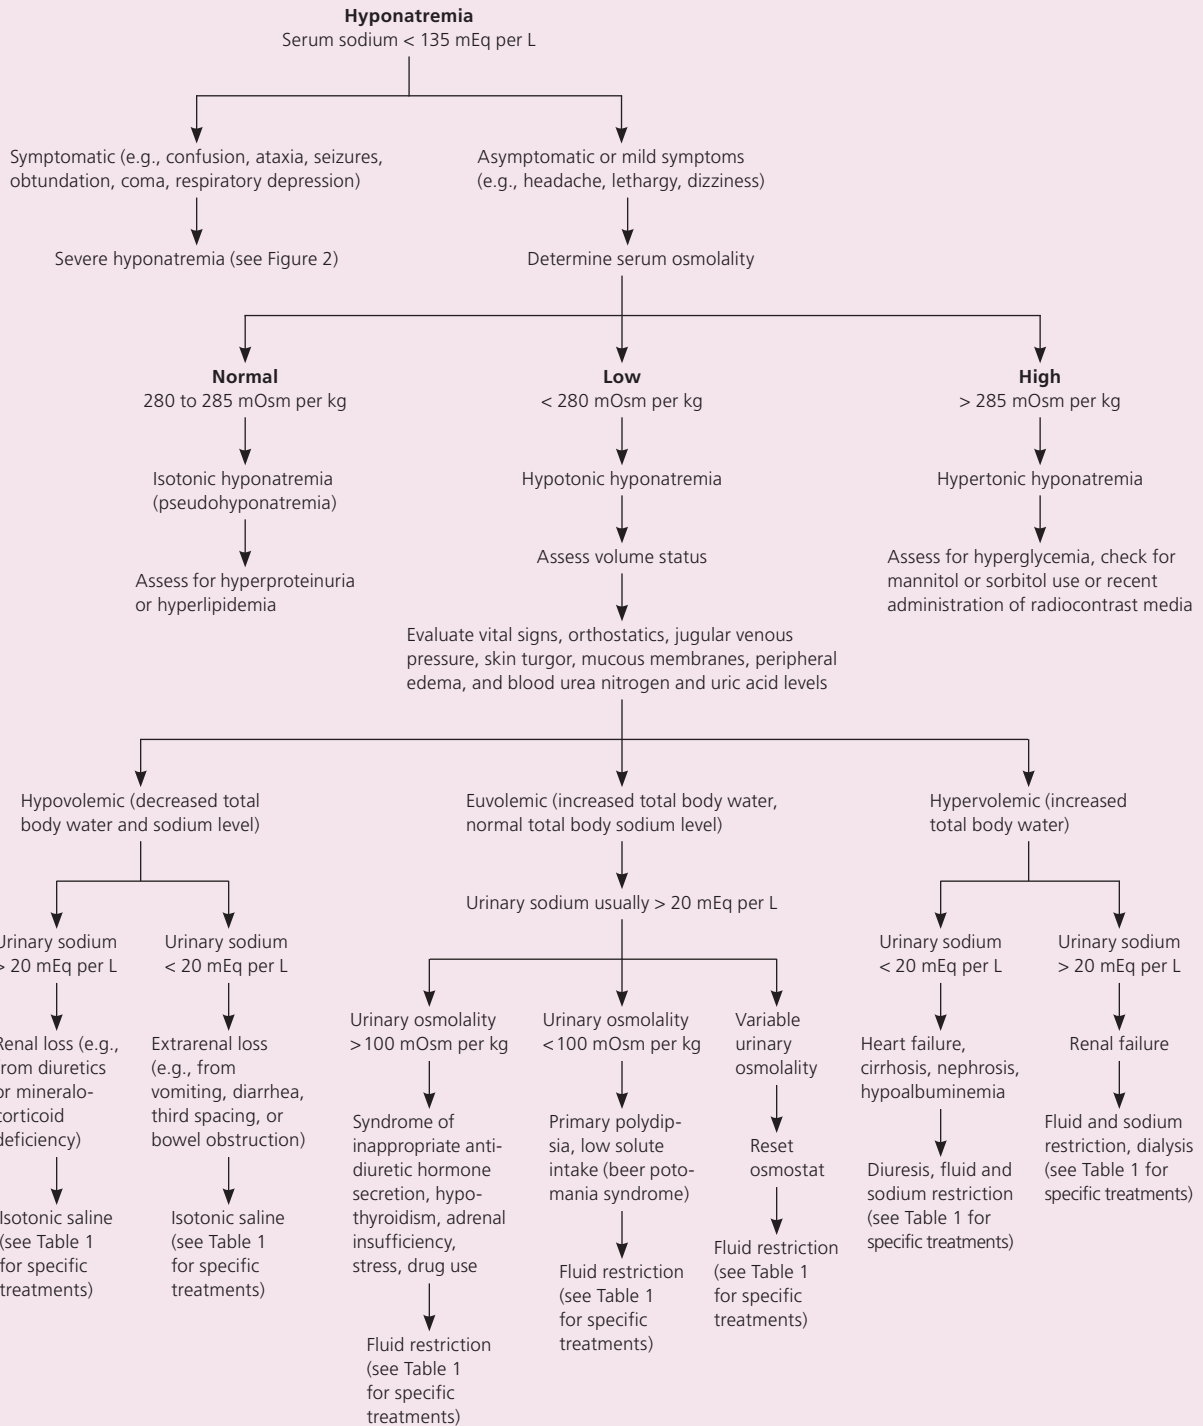 Hyponatremia
Serum sodium < 135 mEq per L
Symptomatic (e.g., confusion, ataxia, seizures,
obtundation, coma, respiratory depression)
Asymptomatic or mild symptoms
(e.g., headache, lethargy, dizziness)
Severe hyponatremia (see Figure 2)
Determine serum osmolality
Normal
280 to 285 mOsm per kg
Low
< 280 mOsm per kg
High
> 285 mOsm per kg
Isotonic hyponatremia
(pseudohyponatremia)
Hypotonic hyponatremia
Hypertonic hyponatremia
Assess for hyperproteinuria
or hyperlipidemia
Assess volume status
Assess for hyperglycemia, check for
mannitol or sorbitol use or recent
administration of radiocontrast media
Evaluate vital signs, orthostatics, jugular venous
pressure, skin turgor, mucous membranes, peripheral
edema, and blood urea nitrogen and uric acid levels
Hypovolemic (decreased total
body water and sodium level)
Euvolemic (increased total body water,
normal total body sodium level)
Hypervolemic (increased
total body water)
Urinary sodium usually > 20 mEq per L
Urinary sodium
> 20 mEq per L
Urinary sodium
< 20 mEq per L
Urinary sodium
< 20 mEq per L
Urinary sodium
> 20 mEq per L
Renal loss (e.g.,
from diuretics
or mineralo-
corticoid
deficiency)
Extrarenal loss
(e.g., from
vomiting, diarrhea,
third spacing, or
bowel obstruction)
Urinary osmolality
>100 mOsm per kg
Urinary osmolality
<100 mOsm per kg
Variable
urinary
osmolality
Heart failure,
cirrhosis, nephrosis,
hypoalbuminemia
Renal failure
Isotonic saline
(see Table 1
for specific
treatments)
Isotonic saline
(see Table 1
for specific
treatments)
Syndrome of
inappropriate anti-
diuretic hormone
secretion, hypo-
thyroidism, adrenal
insufficiency,
stress, drug use
Primary polydip-
sia, low solute
intake (beer poto-
mania syndrome)
Reset
osmostat
Diuresis, fluid and
sodium restriction
(see Table 1 for
specific treatments)
Fluid and sodium
restriction, dialysis
(see Table 1 for
specific treatments)
Fluid restriction
(see Table 1
for specific
treatments)
Fluid restriction
(see Table 1
for specific
treatments)
Fluid restriction
(see Table 1
for specific
treatments)